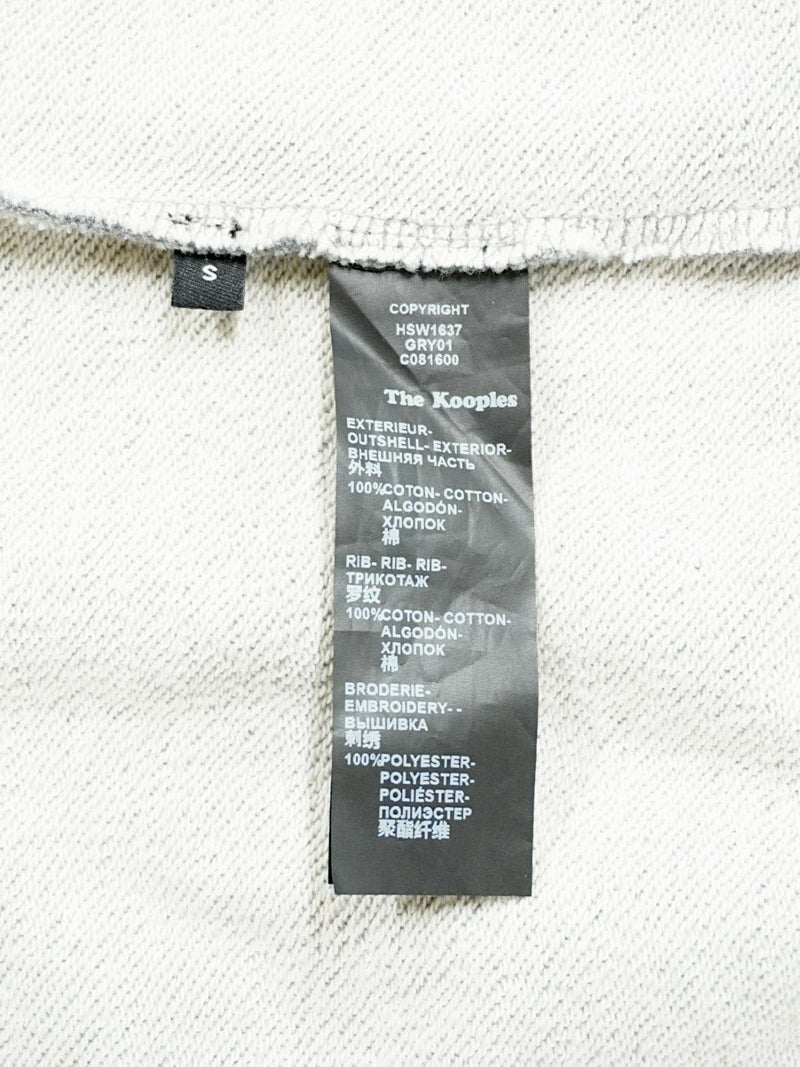 S
COPYRIGHT
HSW1637
GRY01
C081600
The Kooples
EXTERIEUR-
OUTSHELL- EXTERIOR-
ВНЕШНЯЯ ЧАСТЬ
外料
100%COTON- COTTON-
ALGODÓN-
ХЛОПОК
棉
RIB- RIB- RIB-
ТРИКОТАЖ
罗纹
100%COTON- COTTON-
ALGODÓN-
ХЛОПОК
棉
BRODERIE-
EMBROIDERY- -
ВЫШИВКА
刺绣
100%POLYESTER-
POLYESTER-
POLIÉSTER-
ПОЛИЭСТЕР
聚酯纤维